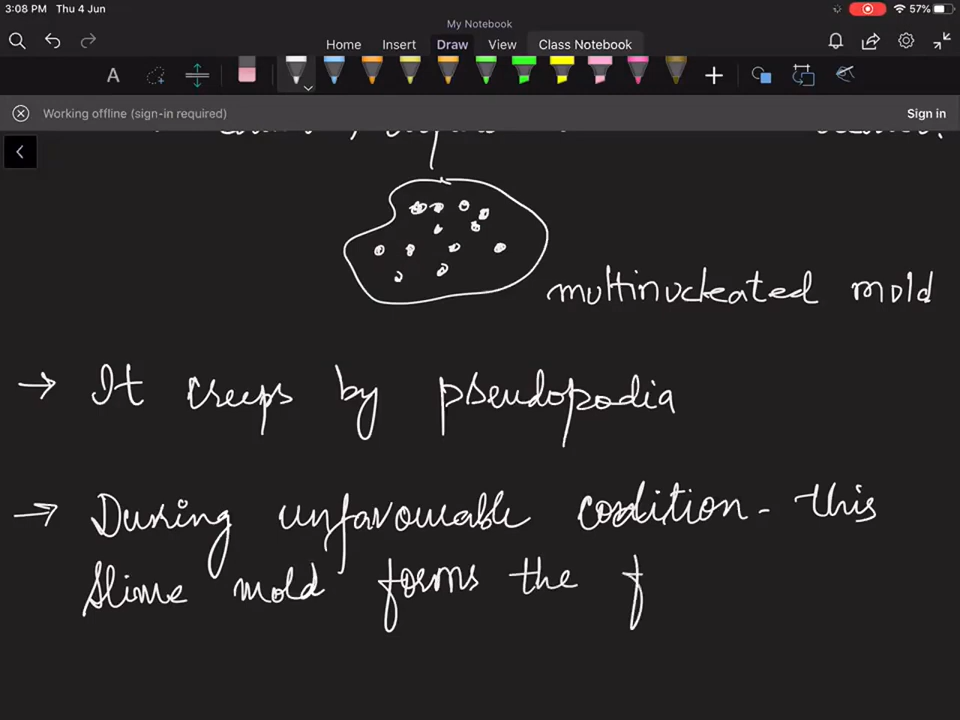 3:08 PM Thu 4 Jun
57%
My Notebook
Home Insert Draw View Class Notebook
A
Working offline (sign-in required) Sign in
multinucleated mold
→ It creeps by pseudopodia
→ During unfavourable condition - this
slime mold forms the f